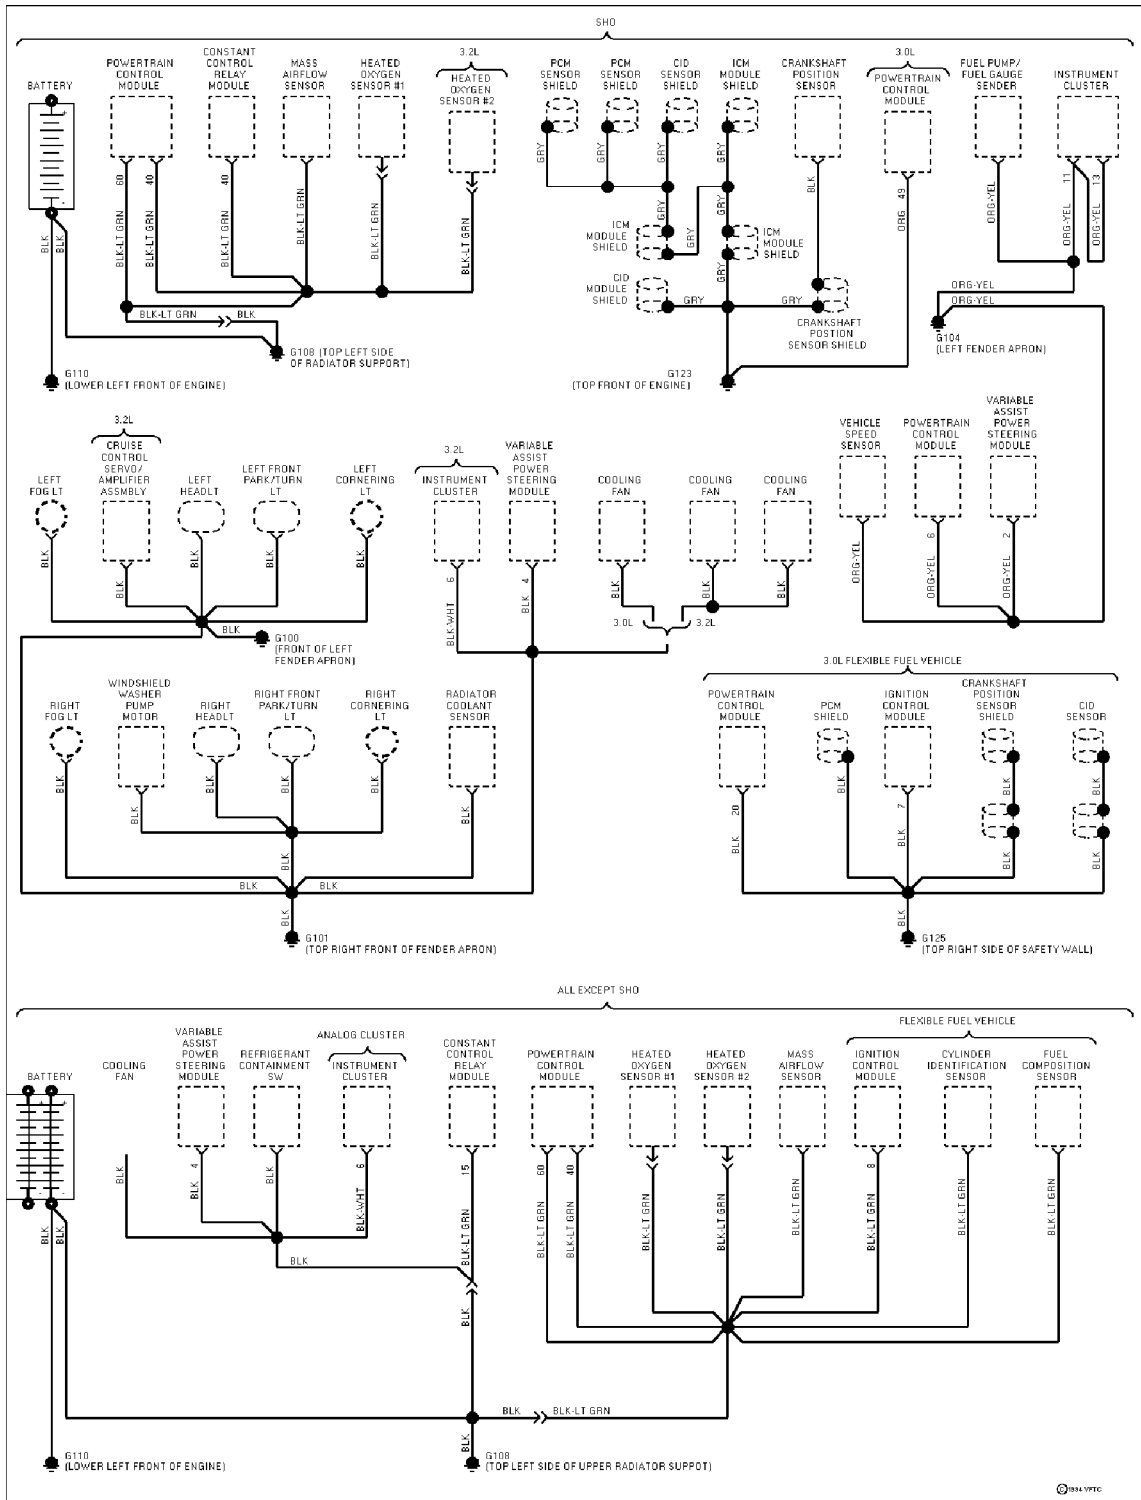 SHO
BATTERY
POWERTRAIN
CONTROL
MODULE
CONSTANT
CONTROL
RELAY
MODULE
MASS
AIRFLOW
SENSOR
HEATED
OXYGEN
SENSOR #1
3.2L
HEATED
OXYGEN
SENSOR #2
PCM
SENSOR
SHIELD
PCM
SENSOR
SHIELD
CID
SENSOR
SHIELD
ICM
MODULE
SHIELD
CRANKSHAFT
POSITION
SENSOR
3.0L
POWERTRAIN
CONTROL
MODULE
FUEL PUMP/
FUEL GAUGE
SENDER
INSTRUMENT
CLUSTER
BLK
BLK
60
BLK-LT GRN
40
BLK-LT GRN
40
BLK-LT GRN
BLK-LT GRN
BLK-LT GRN
BLK-LT GRN
GRY
GRY
GRY
GRY
BLK
49
ORG
ORG-YEL
11
ORG-YEL
13
ORG-YEL
GRY
GRY
GRY
GRY
ICM
MODULE
SHIELD
ICM
MODULE
SHIELD
CID
MODULE
SHIELD
GRY
GRY
CRANKSHAFT
POSTION
SENSOR SHIELD
ORG-YEL
ORG-YEL
BLK-LT GRN
BLK
G108 (TOP LEFT SIDE
OF RADIATOR SUPPORT)
G110
(LOWER LEFT FRONT OF ENGINE)
G123
(TOP FRONT OF ENGINE)
G104
(LEFT FENDER APRON)
LEFT
FOG LT
3.2L
CRUISE
CONTROL
SERVO/
AMPLIFIER
ASSMBLY
LEFT
HEADLT
LEFT FRONT
PARK/TURN
LT
LEFT
CORNERING
LT
3.2L
INSTRUMENT
CLUSTER
VARIABLE
ASSIST
POWER
STEERING
MODULE
COOLING
FAN
COOLING
FAN
COOLING
FAN
VEHICLE
SPEED
SENSOR
POWERTRAIN
CONTROL
MODULE
VARIABLE
ASSIST
POWER
STEERING
MODULE
BLK
BLK
BLK
BLK
BLK
6
BLK-WHT
4
BLK
BLK
BLK
BLK
ORG-YEL
6
ORG-YEL
2
ORG-YEL
3.0L
3.2L
BLK
G100
(FRONT OF LEFT
FENDER APRON)
RIGHT
FOG LT
WINDSHIELD
WASHER
PUMP
MOTOR
RIGHT
HEADLT
RIGHT FRONT
PARK/TURN
LT
RIGHT
CORNERING
LT
RADIATOR
COOLANT
SENSOR
3.0L FLEXIBLE FUEL VEHICLE
POWERTRAIN
CONTROL
MODULE
PCM
SHIELD
IGNITION
CONTROL
MODULE
CRANKSHAFT
POSITION
SENSOR
SHIELD
CID
SENSOR
BLK
BLK
BLK
BLK
BLK
BLK
BLK
BLK
BLK
BLK
20
BLK
BLK
7
BLK
BLK
BLK
BLK
BLK
BLK
G101
(TOP RIGHT FRONT OF FENDER APRON)
BLK
G125
(TOP RIGHT SIDE OF SAFETY WALL)
ALL EXCEPT SHO
BATTERY
COOLING
FAN
VARIABLE
ASSIST
POWER
STEERING
MODULE
REFRIGERANT
CONTAINMENT
SW
ANALOG CLUSTER
INSTRUMENT
CLUSTER
CONSTANT
CONTROL
RELAY
MODULE
POWERTRAIN
CONTROL
MODULE
HEATED
OXYGEN
SENSOR #1
HEATED
OXYGEN
SENSOR #2
MASS
AIRFLOW
SENSOR
FLEXIBLE FUEL VEHICLE
IGNITION
CONTROL
MODULE
CYLINDER
IDENTIFICATION
SENSOR
FUEL
COMPOSITION
SENSOR
BLK
BLK
BLK
4
BLK
BLK
6
BLK-WHT
15
BLK-LT GRN
60
BLK-LT GRN
40
BLK-LT GRN
BLK-LT GRN
BLK-LT GRN
BLK-LT GRN
8
BLK-LT GRN
BLK-LT GRN
BLK-LT GRN
BLK
BLK
BLK
BLK-LT GRN
BLK
G110
(LOWER LEFT FRONT OF ENGINE)
G108
(TOP LEFT SIDE OF UPPER RADIATOR SUPPOT)
© 1994 VFTC